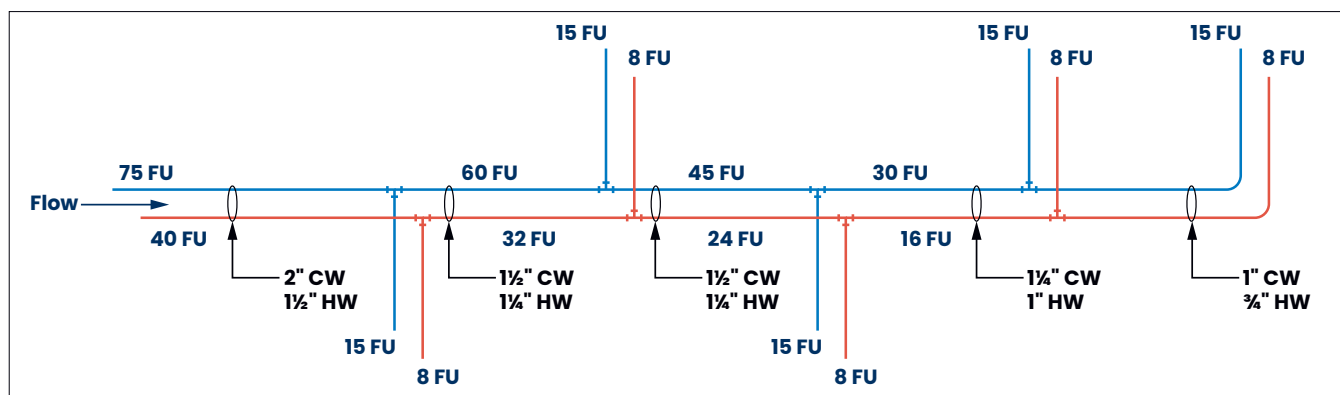 15 FU
8 FU
15 FU
8 FU
15 FU
8 FU
75 FU
60 FU
45 FU
30 FU
Flow
40 FU
32 FU
24 FU
16 FU
2" CW
1½" HW
1½" CW
1¼" HW
1½" CW
1¼" HW
1¼" CW
1" HW
1" CW
¾" HW
15 FU
8 FU
15 FU
8 FU